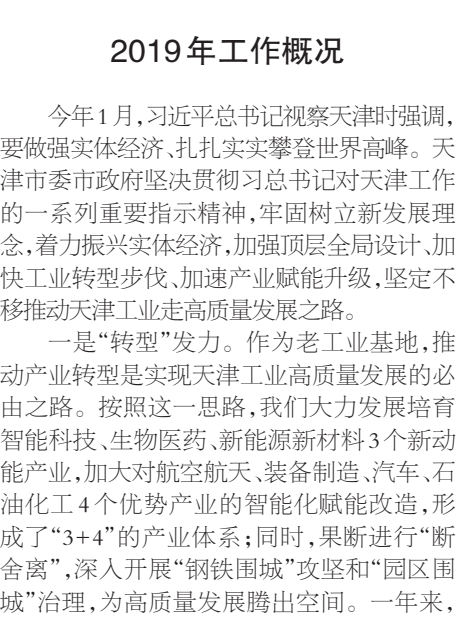 2019年工作概况
今年1月,习近平总书记视察天津时强调,
要做强实体经济、扎扎实实攀登世界高峰。天
津市委市政府坚决贯彻习总书记对天津工作
的一系列重要指示精神,牢固树立新发展理
念,着力振兴实体经济,加强顶层全局设计、加
快工业转型步伐、加速产业赋能升级,坚定不
移推动天津工业走高质量发展之路。
一是“转型”发力。作为老工业基地,推
动产业转型是实现天津工业高质量发展的必
由之路。按照这一思路,我们大力发展培育
智能科技、生物医药、新能源新材料3个新动
能产业,加大对航空航天、装备制造、汽车、石
油化工4个优势产业的智能化赋能改造,形
成了“3+4”的产业体系;同时,果断进行“断
舍离”,深入开展“钢铁围城”攻坚和“园区围
城”治理,为高质量发展腾出空间。一年来,